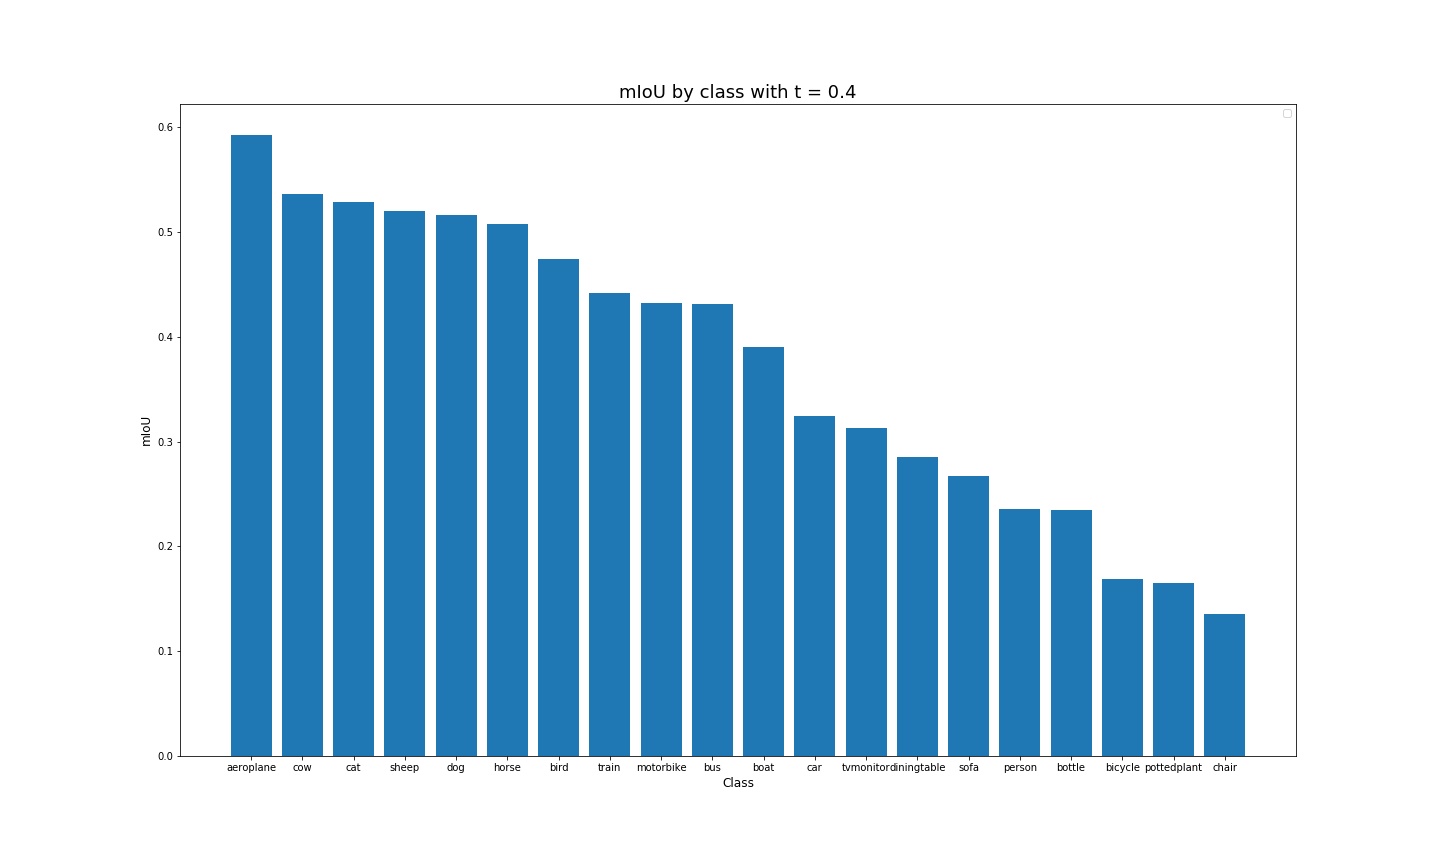 mIoU by class with t = 0.4
0.6
0.5
0.4
0.3
0.2
0.1
0.0
mIoU
aeroplane cow cat sheep dog horse bird train motorbike bus boat car tvmonitor diningtable sofa person bottle bicycle pottedplant chair
Class